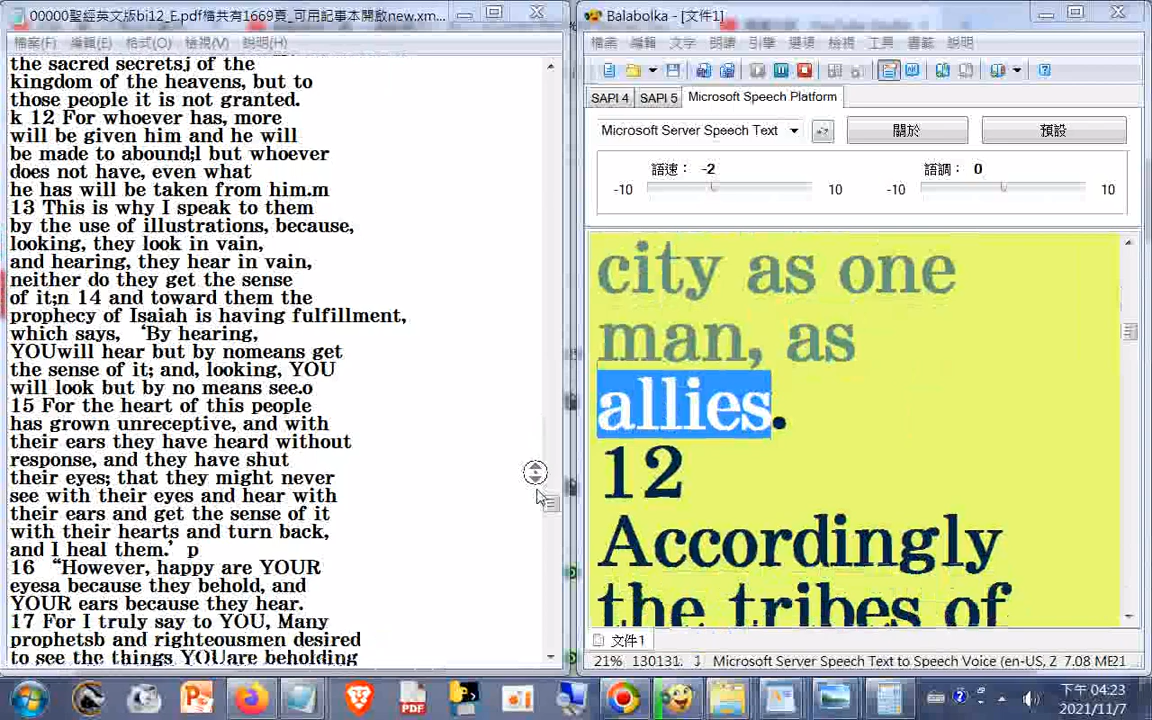 00000聖經英文版bi12_E.pdf檔共有1669頁_可用記事本開啟new.xm...
檔案(F) 編輯(E) 格式(O) 檢視(V) 說明(H)
the sacred secretsj of the
kingdom of the heavens, but to
those people it is not granted.
k 12 For whoever has, more
will be given him and he will
be made to abound;l but whoever
does not have, even what
he has will be taken from him.m
13 This is why I speak to them
by the use of illustrations, because,
looking, they look in vain,
and hearing, they hear in vain,
neither do they get the sense
of it;n 14 and toward them the
prophecy of Isaiah is having fulfillment,
which says, ‘By hearing,
YOUwill hear but by nomeans get
the sense of it; and, looking, YOU
will look but by no means see.o
15 For the heart of this people
has grown unreceptive, and with
their ears they have heard without
response, and they have shut
their eyes; that they might never
see with their eyes and hear with
their ears and get the sense of it
with their hearts and turn back,
and I heal them.’ p
16 “However, happy are YOUR
eyesa because they behold, and
YOUR ears because they hear.
17 For I truly say to YOU, Many
prophetsb and righteousmen desired
to see the things YOUare beholding
Balabolka - [文件1]
檔案 編輯 文字 朗讀 引擎 選項 檢視 工具 書籤 說明
SAPI 4 SAPI 5 Microsoft Speech Platform
Microsoft Server Speech Text 關於 預設
語速： -2 語調： 0
-10 10 -10 10
city as one
man, as
allies.
12
Accordingly
the tribes of
文件1
21% 130131. Microsoft Server Speech Text to Speech Voice (en-US, Z 7.08 ME21
PDF
下午 04:23
2021/11/7